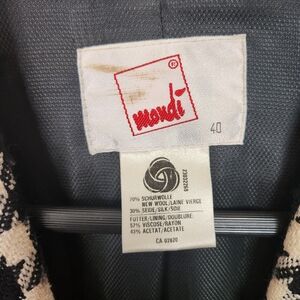 ®
mondi
40
23032253
70% SCHURWOLLE
NEW WOOL/LAINE VIERGE
30% SEIDE/SILK/SOIE
FUTTER/LINING/DOUBLURE:
57% VISCOSE/RAYON
43% ACETAT/ACETATE
CA 02820